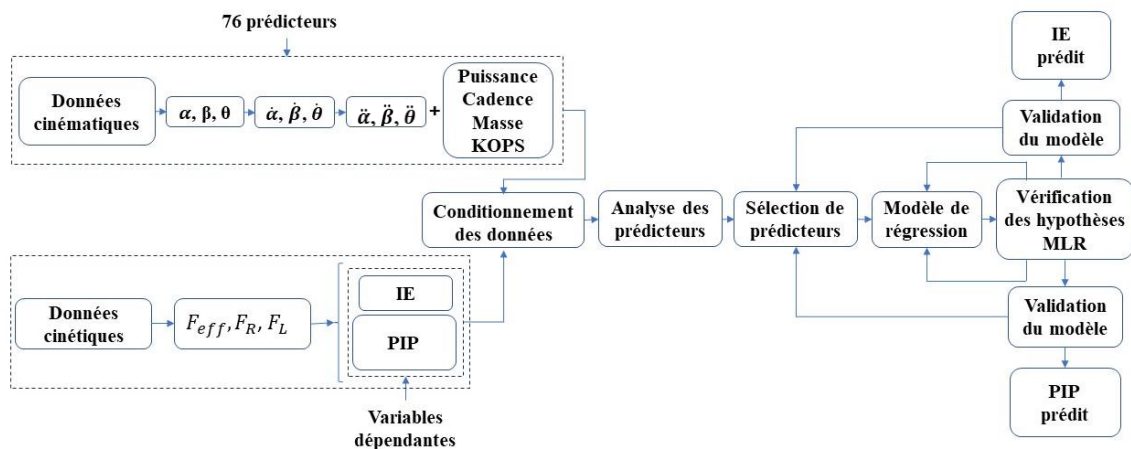 76 prédicteurs
Données
cinématiques
α, β, θ
α̇, β̇, θ̇
α̈, β̈, θ̈
+
Puissance
Cadence
Masse
KOPS
Conditionnement
des données
Analyse des
prédicteurs
Sélection de
prédicteurs
Modèle de
régression
Vérification
des hypothèses
MLR
Validation
du modèle
IE
prédit
Validation
du modèle
PIP
prédit
Données
cinétiques
F_eff, F_R, F_L
IE
PIP
Variables
dépendantes